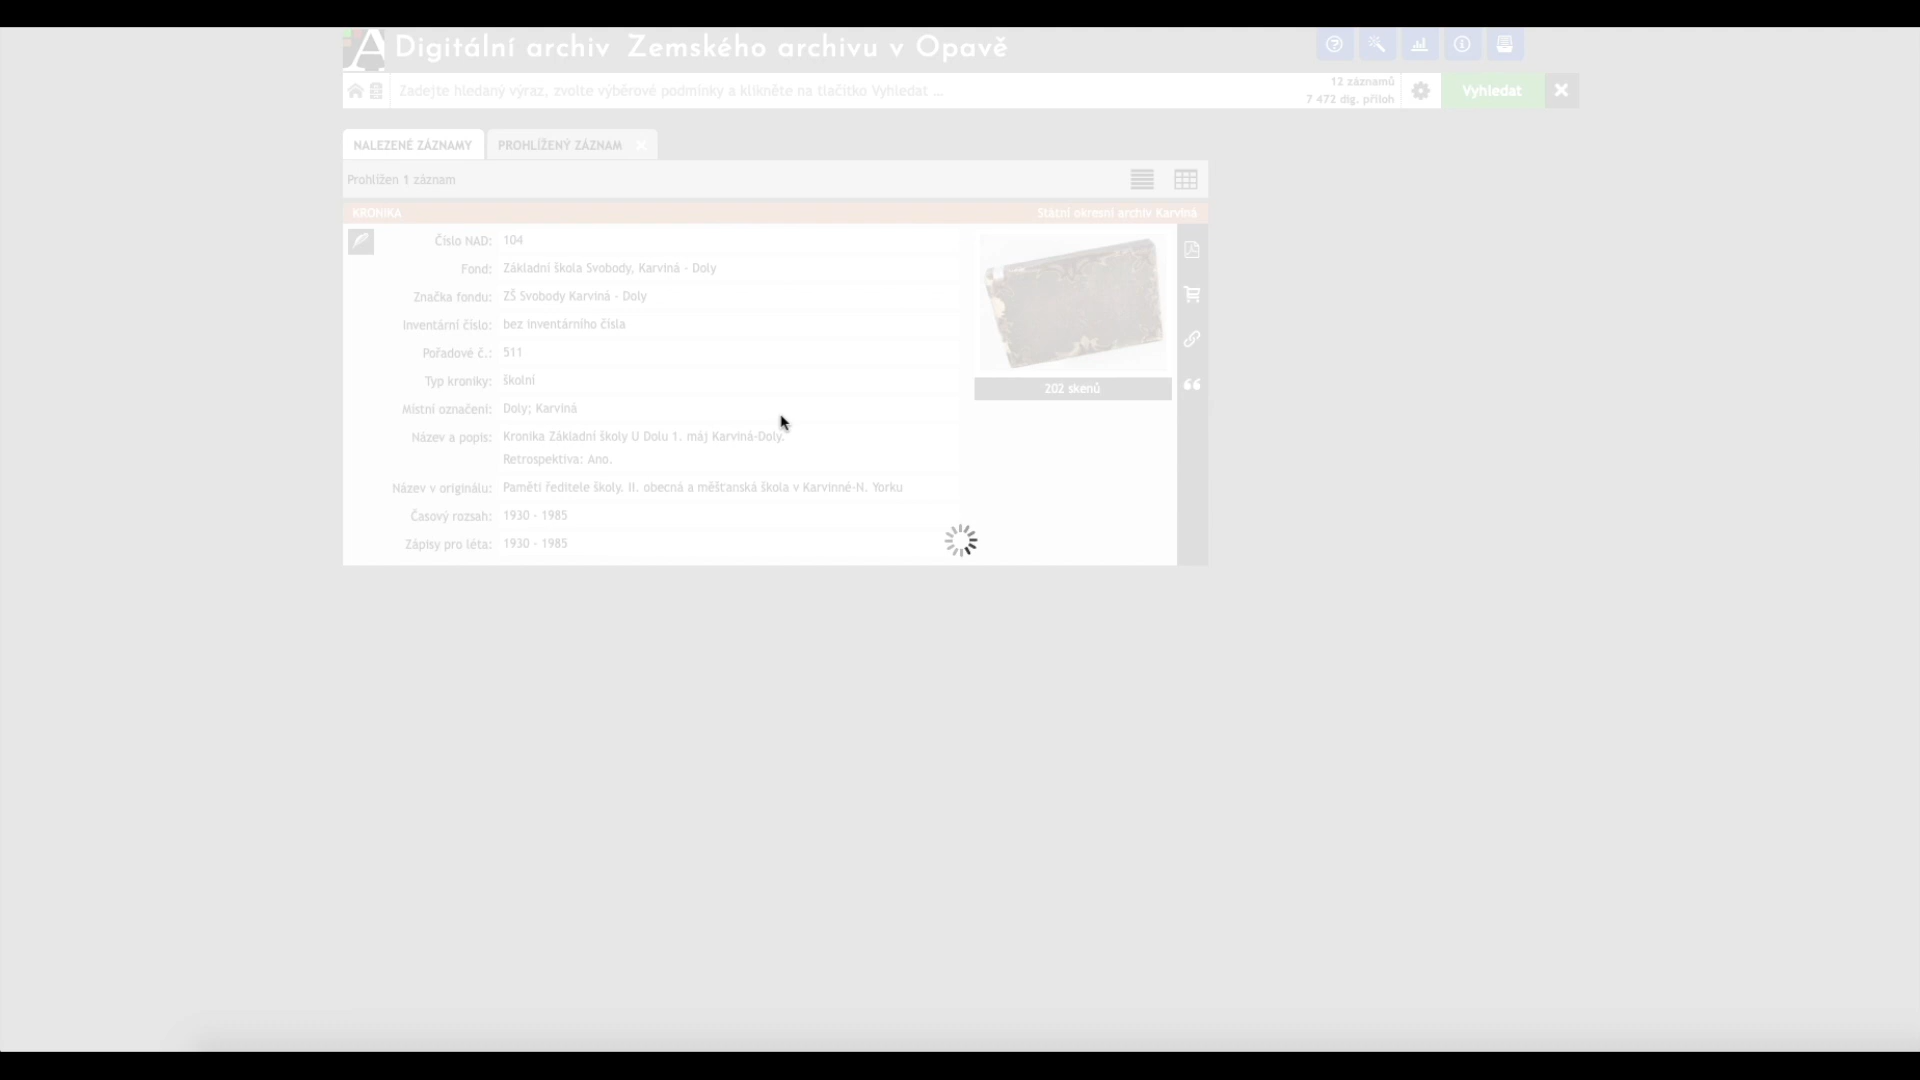 Digitální archiv Zemského archivu v Opavě
Zadejte hledaný výraz, zvolte výběrové podmínky a klikněte na tlačítko Vyhledat ...
12 záznamů
7 472 dig. příloh
Vyhledat
NALEZENÉ ZÁZNAMY
PROHLÍŽENÝ ZÁZNAM
Prohlížen 1 záznam
KRONIKA
Státní okresní archiv Karviná
Číslo NAD: 104
Fond: Základní škola Svobody, Karviná - Doly
Značka fondu: ZŠ Svobody Karviná - Doly
Inventární číslo: bez inventárního čísla
Pořadové č.: 511
Typ kroniky: školní
Místní označení: Doly; Karviná
Název a popis: Kronika Základní školy U Dolu 1. máj Karviná-Doly.
Retrospektiva: Ano.
Název v originálu: Paměti ředitele školy. II. obecná a měšťanská škola v Karvinné-N. Yorku
Časový rozsah: 1930 - 1985
Zápisy pro léta: 1930 - 1985
202 skenů